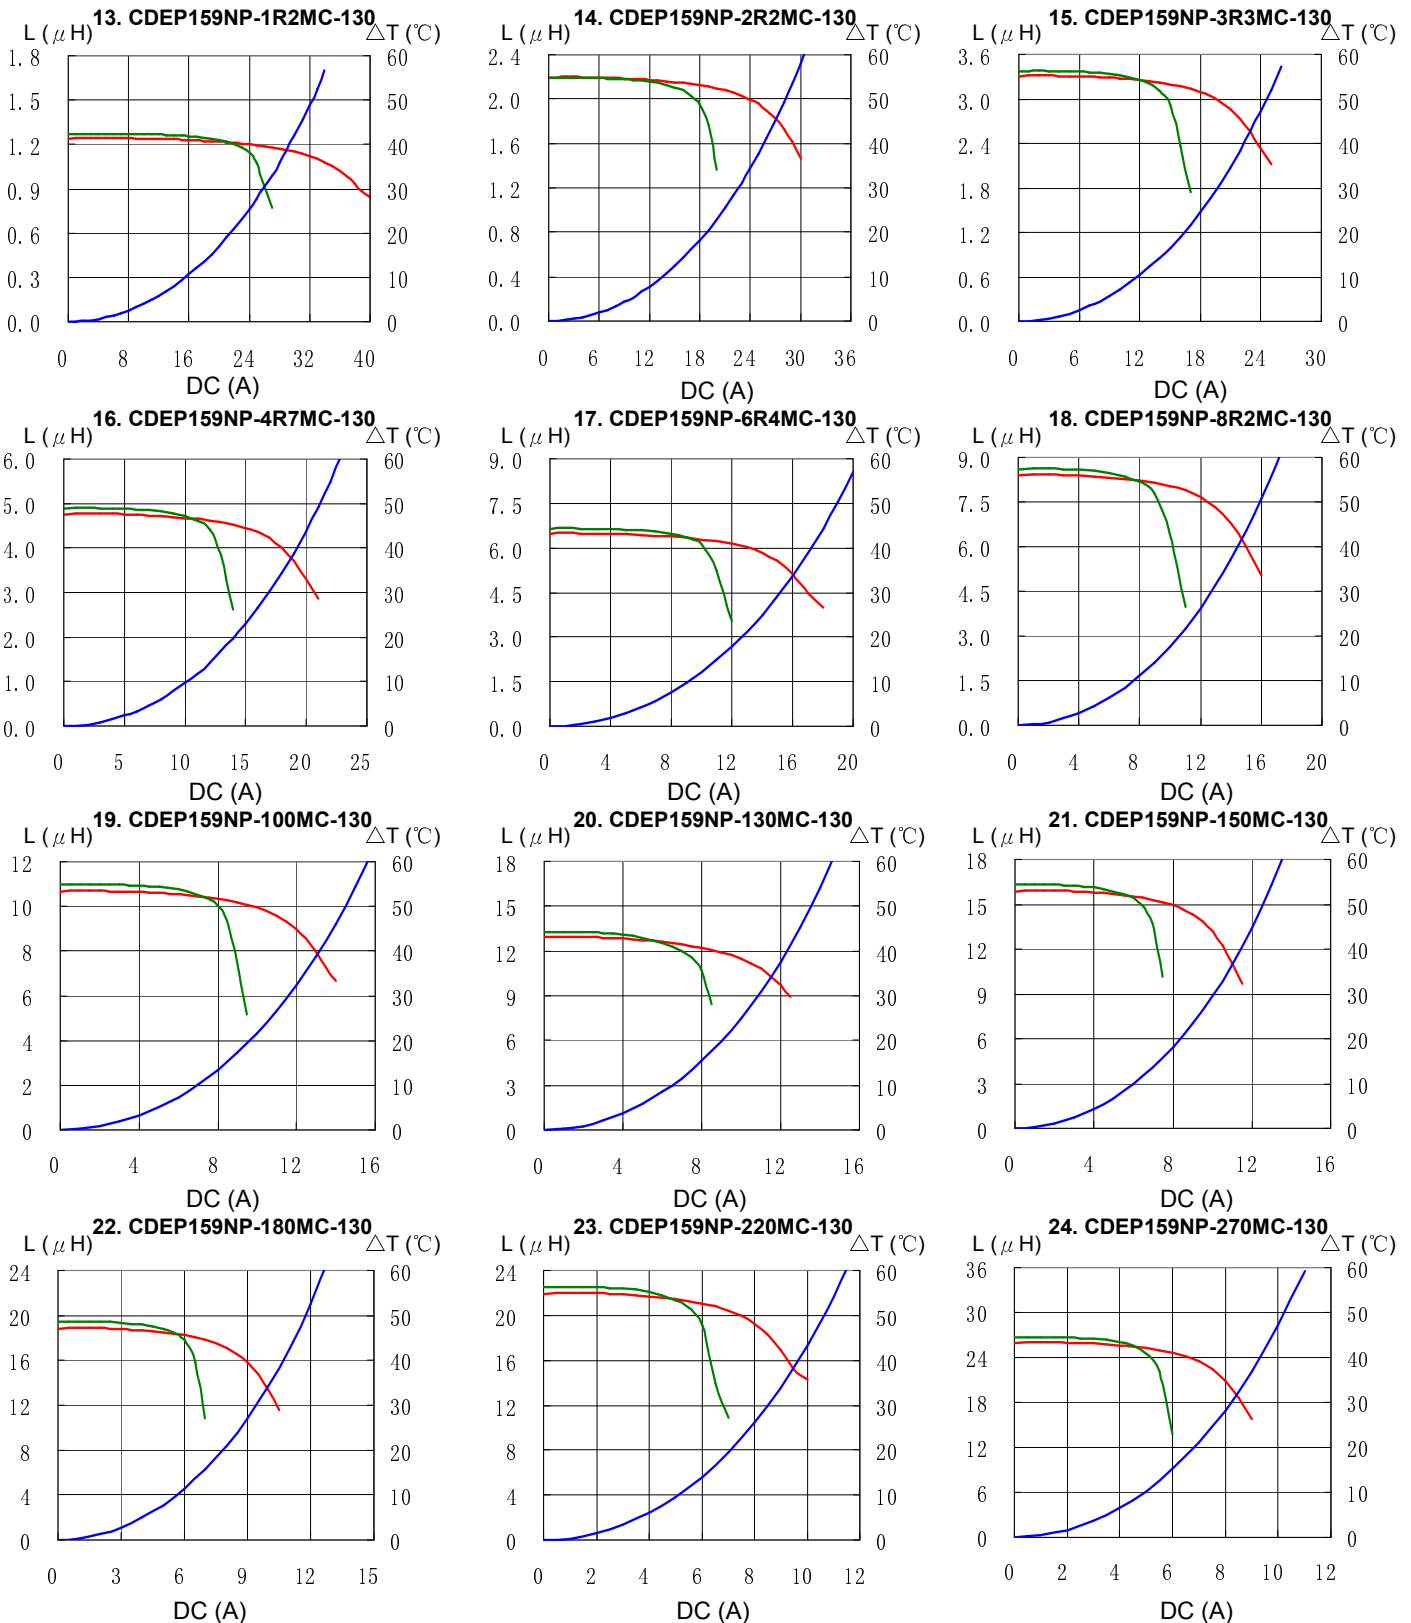 13. CDEP159NP-1R2MC-130
L (μH) △T (℃)
1.8 60
1.5 50
1.2 40
0.9 30
0.6 20
0.3 10
0.0 0
0 8 16 24 32 40
DC (A)
14. CDEP159NP-2R2MC-130
L (μH) △T (℃)
2.4 60
2.0 50
1.6 40
1.2 30
0.8 20
0.4 10
0.0 0
0 6 12 18 24 30 36
DC (A)
15. CDEP159NP-3R3MC-130
L (μH) △T (℃)
3.6 60
3.0 50
2.4 40
1.8 30
1.2 20
0.6 10
0.0 0
0 6 12 18 24 30
DC (A)
16. CDEP159NP-4R7MC-130
L (μH) △T (℃)
6.0 60
5.0 50
4.0 40
3.0 30
2.0 20
1.0 10
0.0 0
0 5 10 15 20 25
DC (A)
17. CDEP159NP-6R4MC-130
L (μH) △T (℃)
9.0 60
7.5 50
6.0 40
4.5 30
3.0 20
1.5 10
0.0 0
0 4 8 12 16 20
DC (A)
18. CDEP159NP-8R2MC-130
L (μH) △T (℃)
9.0 60
7.5 50
6.0 40
4.5 30
3.0 20
1.5 10
0.0 0
0 4 8 12 16 20
DC (A)
19. CDEP159NP-100MC-130
L (μH) △T (℃)
12 60
10 50
8 40
6 30
4 20
2 10
0 0
0 4 8 12 16
DC (A)
20. CDEP159NP-130MC-130
L (μH) △T (℃)
18 60
15 50
12 40
9 30
6 20
3 10
0 0
0 4 8 12 16
DC (A)
21. CDEP159NP-150MC-130
L (μH) △T (℃)
18 60
15 50
12 40
9 30
6 20
3 10
0 0
0 4 8 12 16
DC (A)
22. CDEP159NP-180MC-130
L (μH) △T (℃)
24 60
20 50
16 40
12 30
8 20
4 10
0 0
0 3 6 9 12 15
DC (A)
23. CDEP159NP-220MC-130
L (μH) △T (℃)
24 60
20 50
16 40
12 30
8 20
4 10
0 0
0 2 4 6 8 10 12
DC (A)
24. CDEP159NP-270MC-130
L (μH) △T (℃)
36 60
30 50
24 40
18 30
12 20
6 10
0 0
0 2 4 6 8 10 12
DC (A)